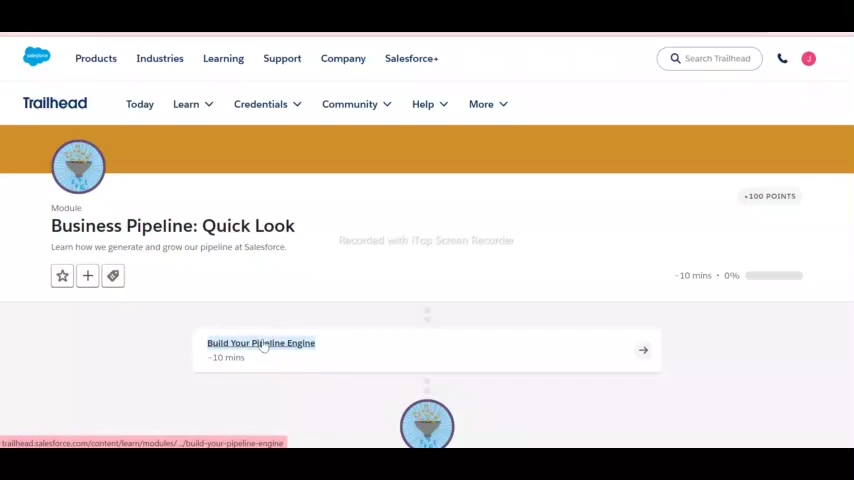 salesforce
Products Industries Learning Support Company Salesforce+ Search Trailhead J
Trailhead Today Learn Credentials Community Help More
+100 POINTS
Module
Business Pipeline: Quick Look
Learn how we generate and grow our pipeline at Salesforce.
Recorded with iTop Screen Recorder
~10 mins • 0%
Build Your Pipeline Engine
~10 mins
trailhead.salesforce.com/content/learn/modules/.../build-your-pipeline-engine